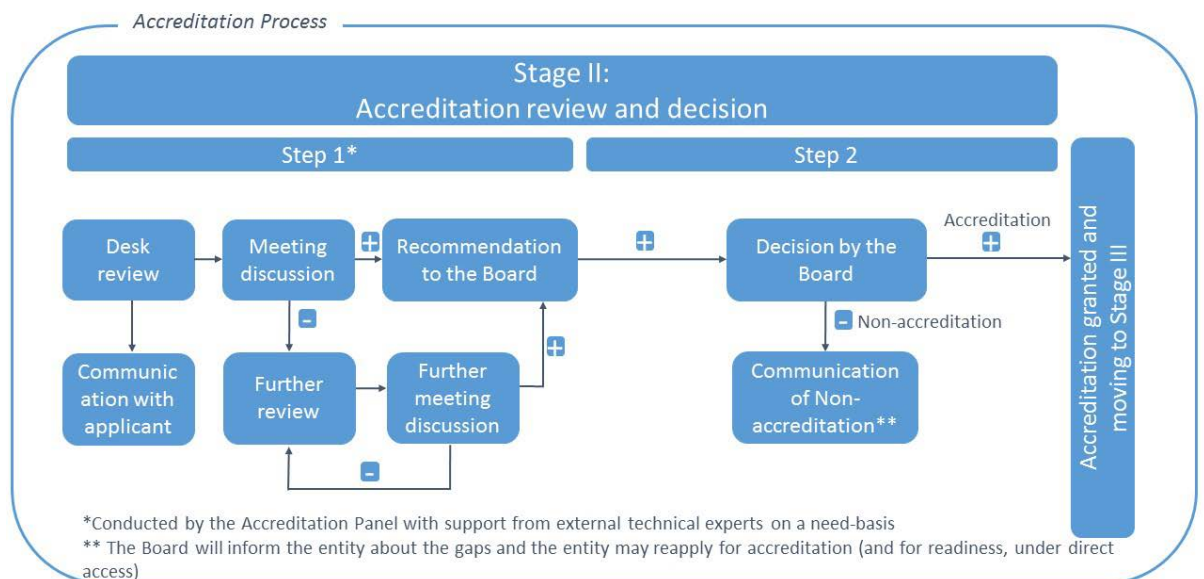 Accreditation Process
Stage II:
Accreditation review and decision
Step 1*
Step 2
Desk
review
Meeting
discussion
+
Recommendation
to the Board
+
Decision by the
Board
Accreditation
+
Accreditation granted and
moving to Stage III
-
- Non-accreditation
+
Communic
ation with
applicant
Further
review
Further
meeting
discussion
Communication
of Non-
accreditation**
-
*Conducted by the Accreditation Panel with support from external technical experts on a need-basis
** The Board will inform the entity about the gaps and the entity may reapply for accreditation (and for readiness, under direct
access)